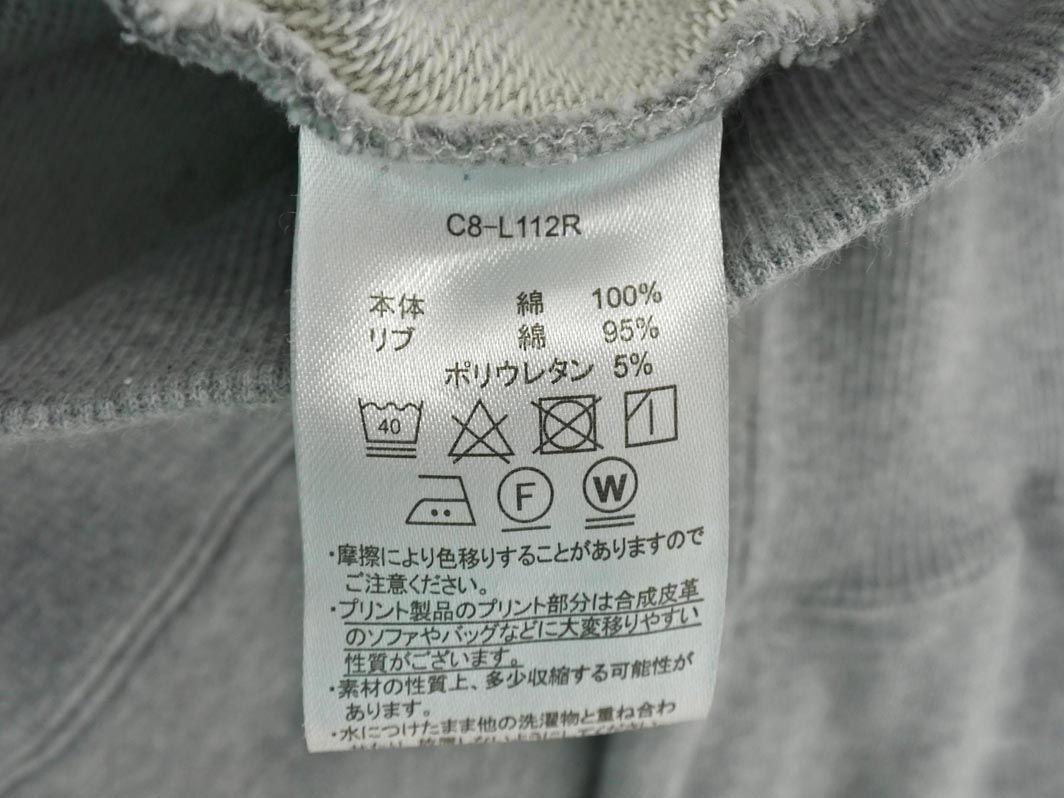 C8-L112R
本体 綿 100%
リブ 綿 95%
ポリウレタン 5%
40
F W
・摩擦により色移りすることがありますので
ご注意ください。
・プリント製品のプリント部分は合成皮革
のソファやバッグなどに大変移りやすい
性質がございます。
・素材の性質上、多少収縮する可能性が
あります。
・水につけたまま他の洗濯物と重ね合わ